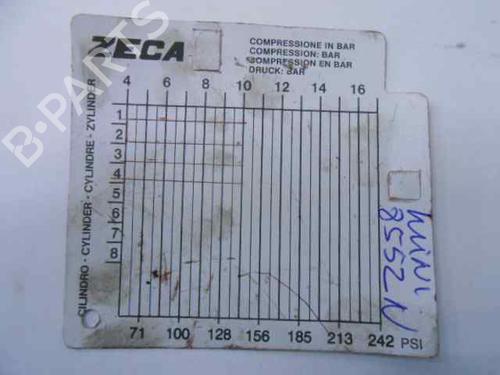 ZECA
COMPRESSIONE IN BAR
COMPRESSION: BAR
COMPRESSION EN BAR
DRUCK: BAR
4 6 8 10 12 14 16
CILINDRO - CYLINDER - CYLINDRE - ZYLINDER
1
2
3
4
5
6
7
8
71 100 128 156 185 213 242 PSI
MINI
8552N
B-PARTS